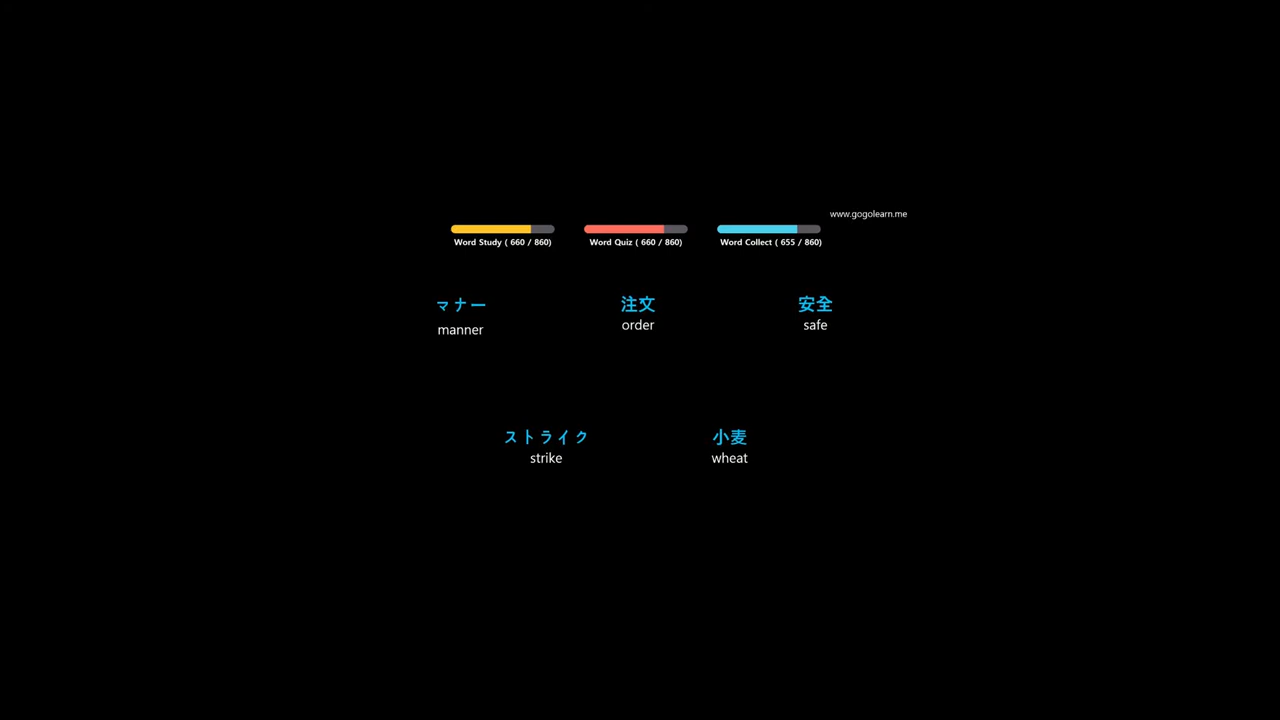 www.gogolearn.me
Word Study ( 660 / 860)
Word Quiz ( 660 / 860)
Word Collect ( 655 / 860)
マナー
manner
注文
order
安全
safe
ストライク
strike
小麦
wheat